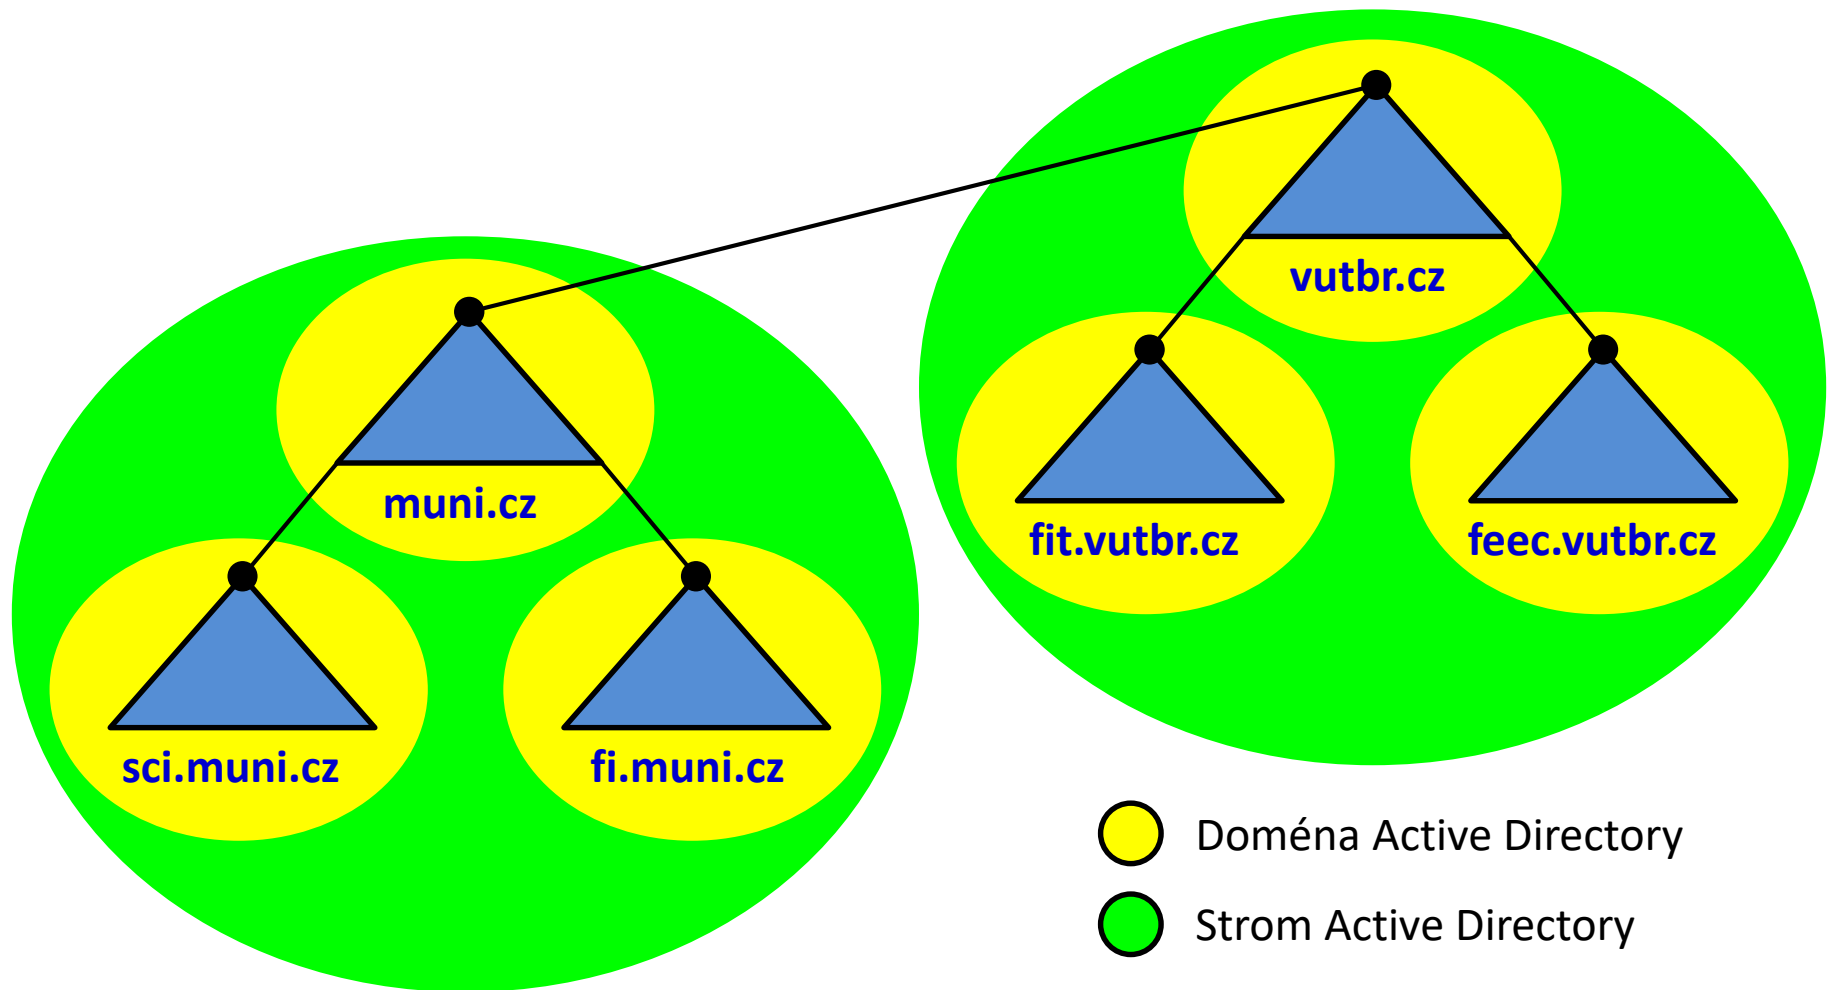 vutbr.cz
muni.cz
fit.vutbr.cz
feec.vutbr.cz
sci.muni.cz
fi.muni.cz
Doména Active Directory
Strom Active Directory